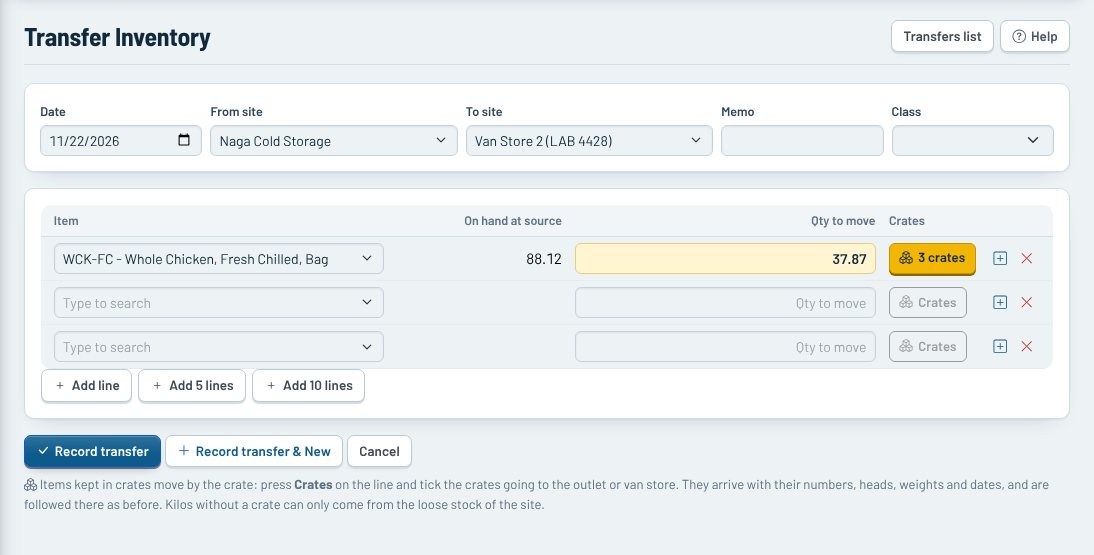 Transfer Inventory
Transfers list
Help
Date
From site
To site
Memo
Class
11/22/2026
Naga Cold Storage
Van Store 2 (LAB 4428)
Item
On hand at source
Qty to move
Crates
WCK-FC - Whole Chicken, Fresh Chilled, Bag
88.12
37.87
3 crates
Type to search
Qty to move
Crates
Type to search
Qty to move
Crates
+ Add line
+ Add 5 lines
+ Add 10 lines
Record transfer
+ Record transfer & New
Cancel
Items kept in crates move by the crate: press Crates on the line and tick the crates going to the outlet or van store. They arrive with their numbers, heads, weights and dates, and are
followed there as before. Kilos without a crate can only come from the loose stock of the site.